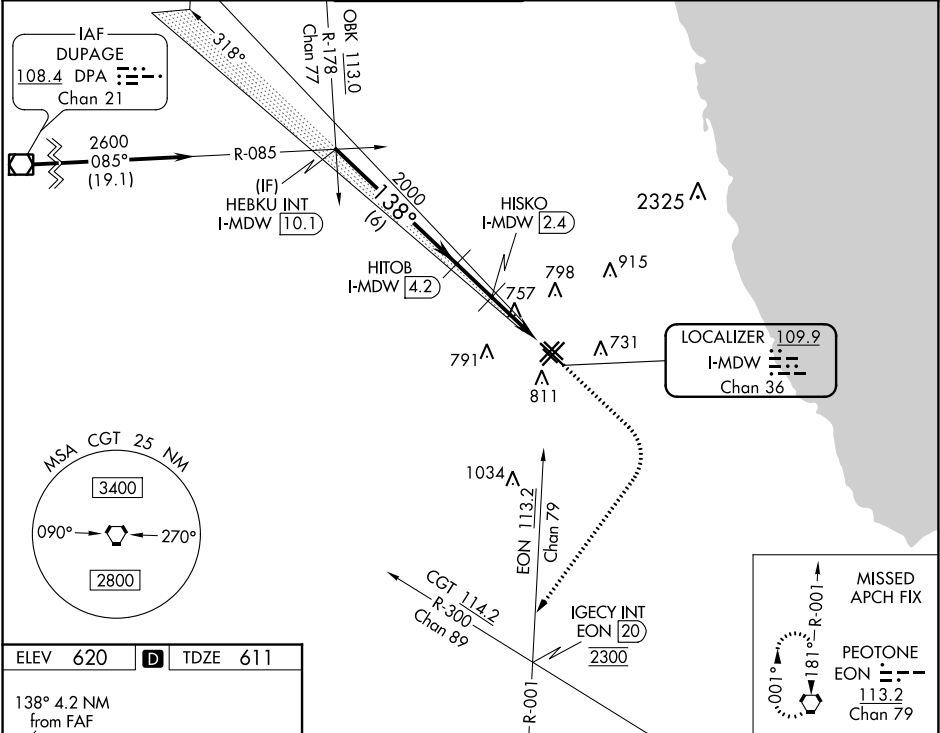 IAF
DUPAGE
108.4 DPA
Chan 21
318°
OBK 113.0
R-178
Chan 77
2600
085°
(19.1)
R-085
(IF)
HEBKU INT
I-MDW 10.1
2000
138°
(6)
HISKO
I-MDW 2.4
HITOB
I-MDW 4.2
2325
757
798
915
791
731
811
LOCALIZER 109.9
I-MDW
Chan 36
MSA CGT 25 NM
3400
090°
270°
2800
1034
EON 113.2
Chan 79
CGT 114.2
R-300
Chan 89
IGECY INT
EON 20
2300
R-001
R-001
001°
181°
MISSED
APCH FIX
PEOTONE
EON
113.2
Chan 79
ELEV 620 D TDZE 611
138° 4.2 NM
from FAF